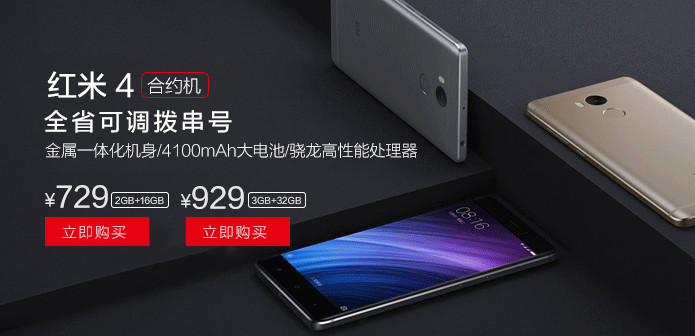 红米 4 合约机
全省可调拨串号
金属一体化机身/4100mAh大电池/骁龙高性能处理器
¥729 2GB+16GB ¥929 3GB+32GB
立即购买 立即购买
08:16